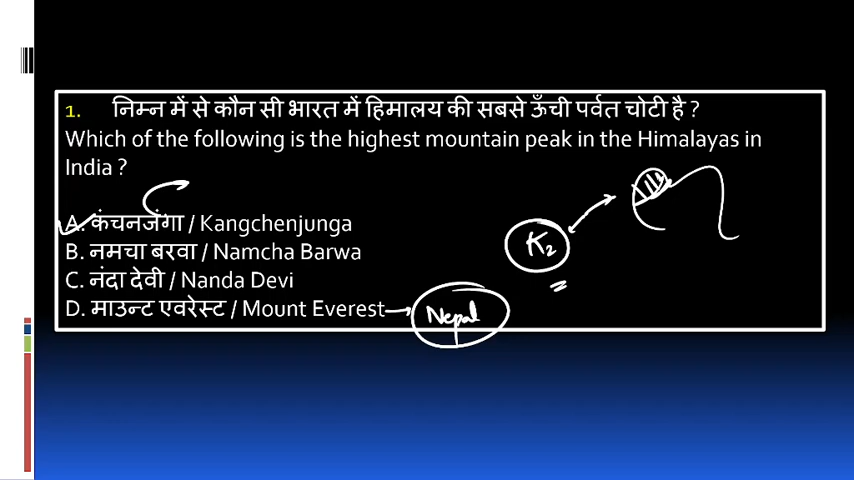 1. निम्न में से कौन सी भारत में हिमालय की सबसे ऊँची पर्वत चोटी है ?
Which of the following is the highest mountain peak in the Himalayas in
India ?
A. कंचनजंगा / Kangchenjunga
B. नमचा बरवा / Namcha Barwa
C. नंदा देवी / Nanda Devi
D. माउन्ट एवरेस्ट / Mount Everest
K2
Nepal